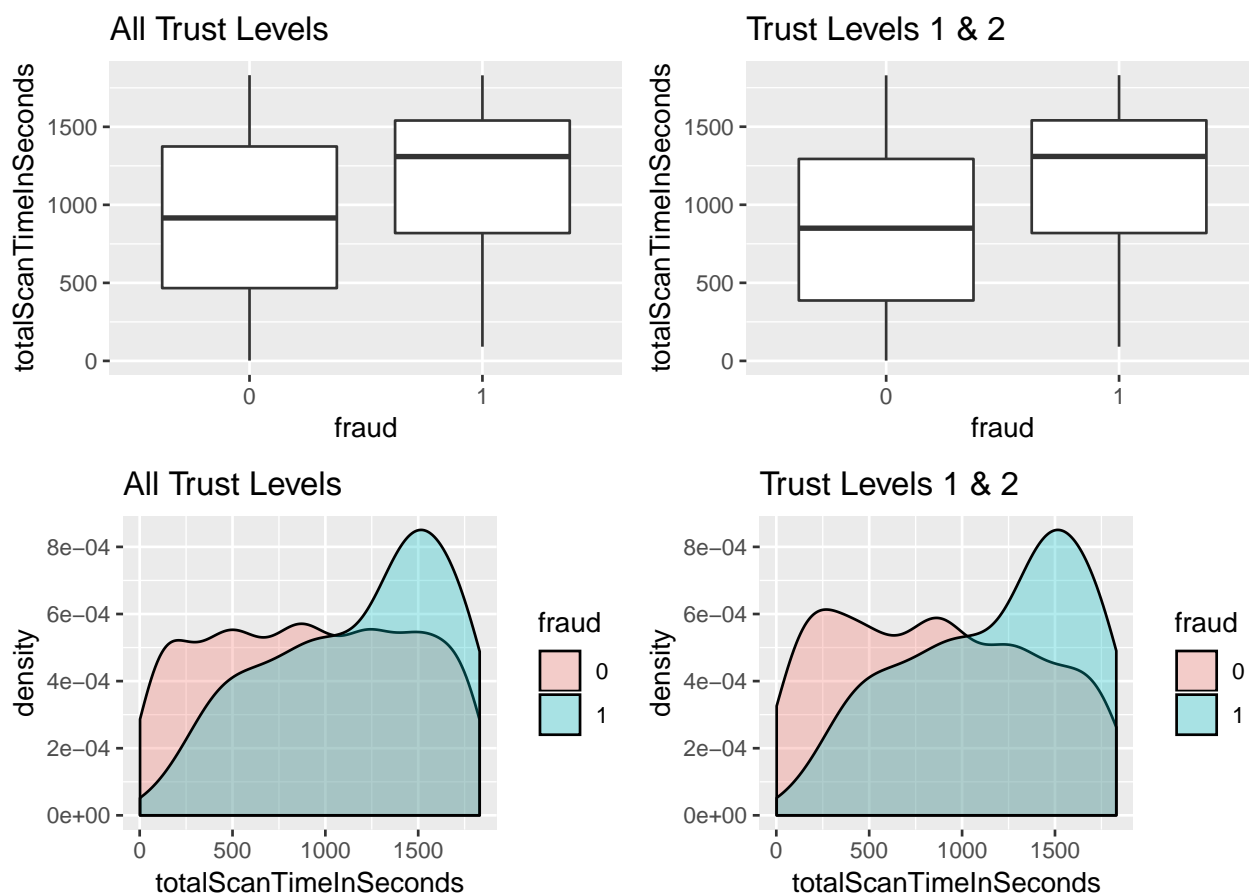 All Trust Levels
totalScanTimeInSeconds
1500
1000
500
0
0
1
fraud
Trust Levels 1 & 2
totalScanTimeInSeconds
1500
1000
500
0
0
1
fraud
All Trust Levels
density
8e−04
6e−04
4e−04
2e−04
0e+00
0
500
1000
1500
totalScanTimeInSeconds
fraud
0
1
Trust Levels 1 & 2
density
8e−04
6e−04
4e−04
2e−04
0e+00
0
500
1000
1500
totalScanTimeInSeconds
fraud
0
1